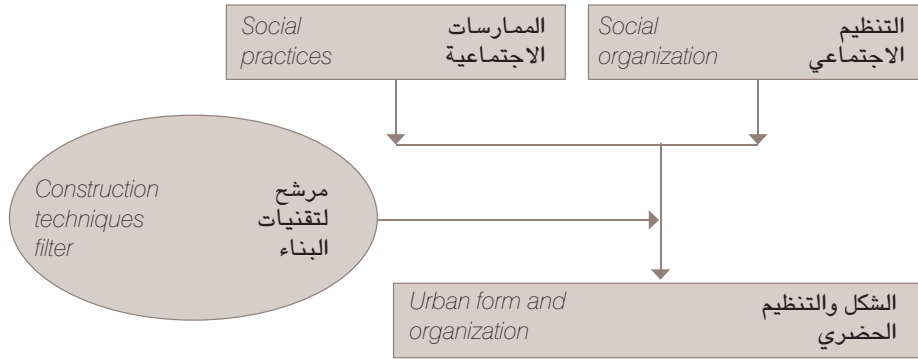 Social
practices
الممارسات
الاجتماعية
Social
organization
التنظيم
الاجتماعي
Construction
techniques
filter
مرشح
لتقنيات
البناء
Urban form and
organization
الشكل والتنظيم
الحضري